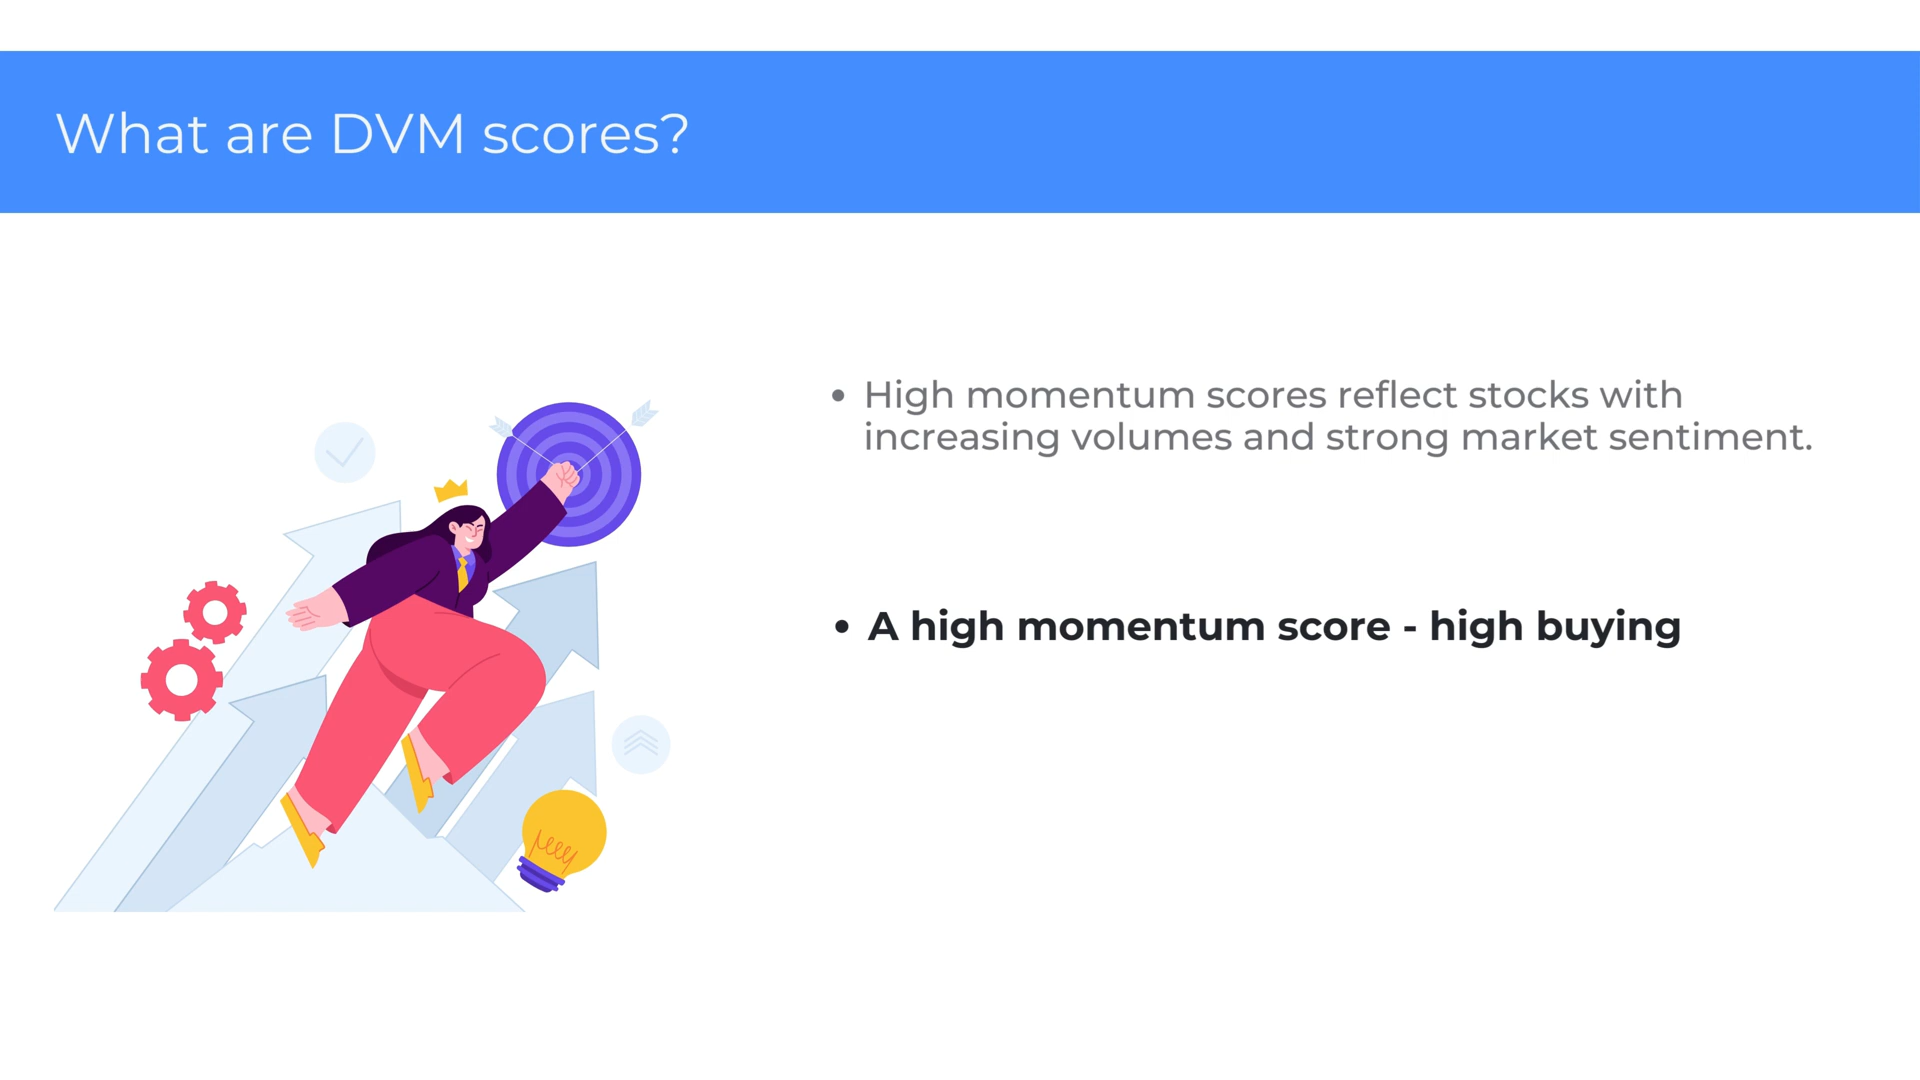 What are DVM scores?
• High momentum scores reflect stocks with
increasing volumes and strong market sentiment.
• A high momentum score - high buying